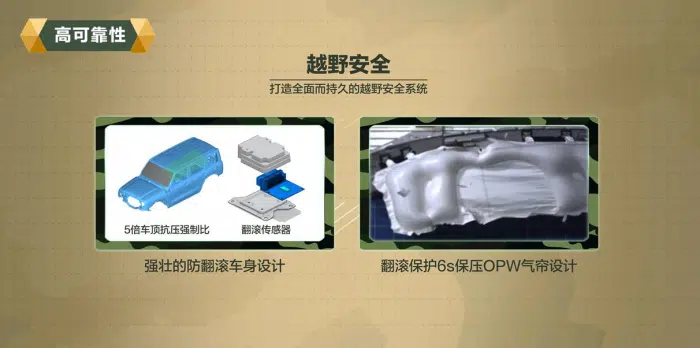 高可靠性
越野安全
打造全面而持久的越野安全系统
5倍车顶抗压强制比
翻滚传感器
强壮的防翻滚车身设计
翻滚保护6s保压OPW气帘设计